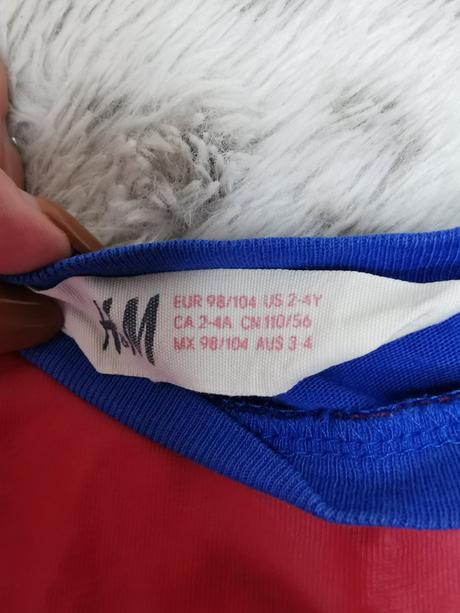 H&M
EUR 98/104 US 2-4Y
CA 2-4A CN 110/56
MX 98/104 AUS 3-4